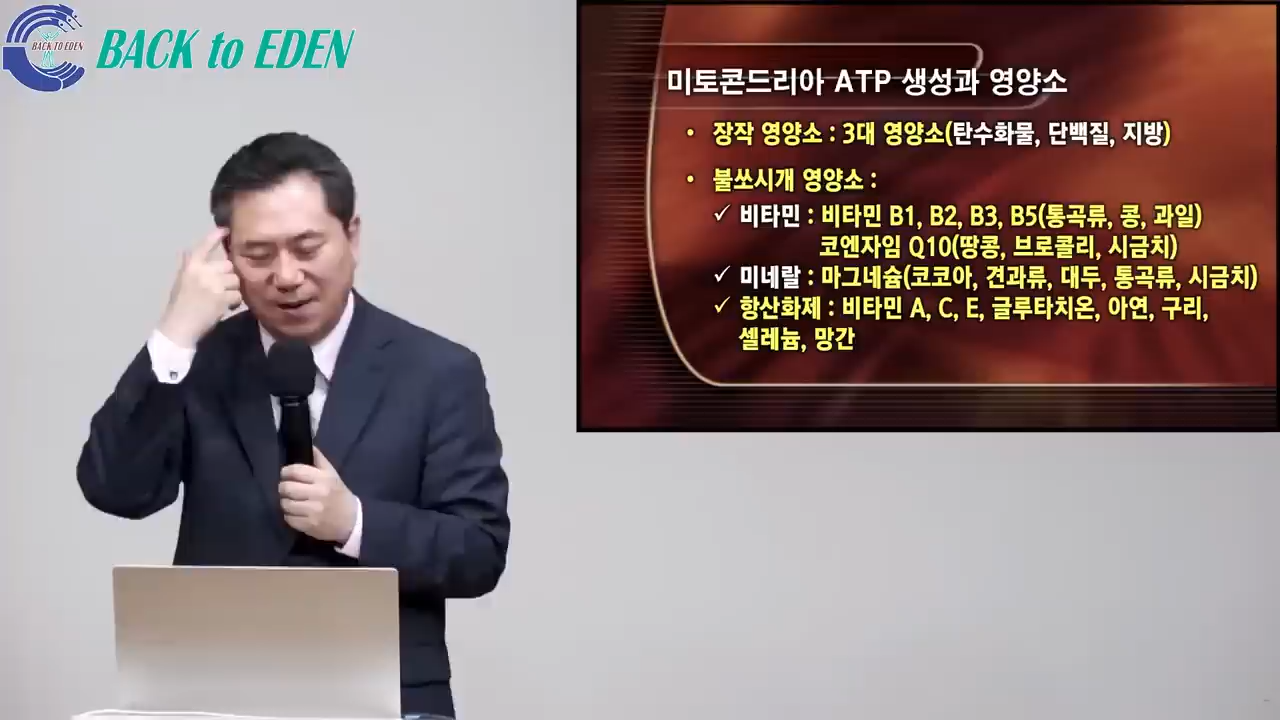 BACK TO EDEN
BACK to EDEN
미토콘드리아 ATP 생성과 영양소
• 장작 영양소 : 3대 영양소(탄수화물, 단백질, 지방)
• 불쏘시개 영양소 :
✓ 비타민 : 비타민 B1, B2, B3, B5(통곡류, 콩, 과일)
코엔자임 Q10(땅콩, 브로콜리, 시금치)
✓ 미네랄 : 마그네슘(코코아, 견과류, 대두, 통곡류, 시금치)
✓ 항산화제 : 비타민 A, C, E, 글루타치온, 아연, 구리,
셀레늄, 망간